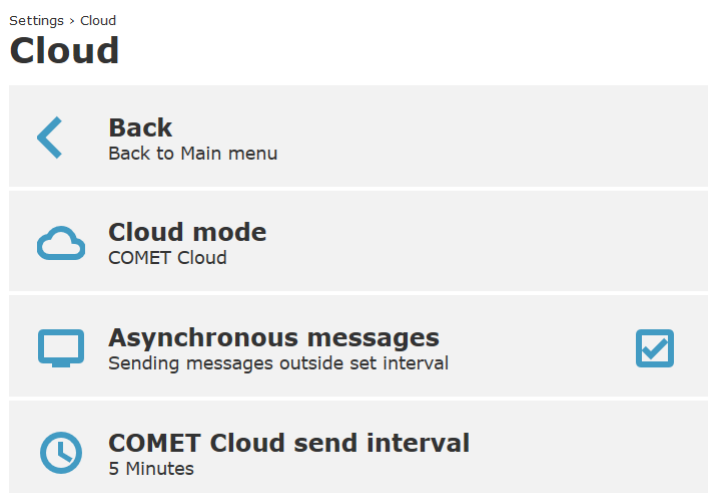 Settings > Cloud
Cloud
Back
Back to Main menu
Cloud mode
COMET Cloud
Asynchronous messages
Sending messages outside set interval
COMET Cloud send interval
5 Minutes